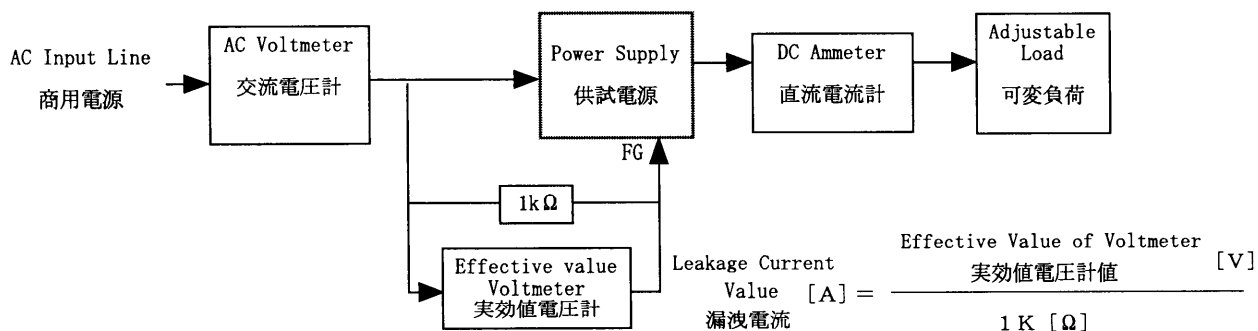 AC Input Line
商用電源
AC Voltmeter
交流電圧計
Power Supply
供試電源
DC Ammeter
直流電流計
Adjustable
Load
可変負荷
FG
1kΩ
Effective value
Voltmeter
実効値電圧計
Leakage Current
Value [A] =
漏洩電流
Effective Value of Voltmeter
実効値電圧計値
[V]
1K [Ω]